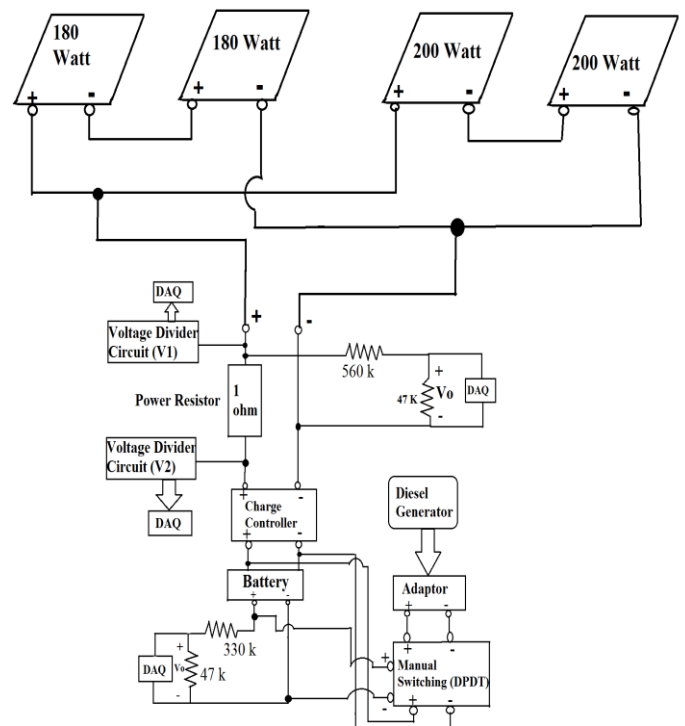 180
Watt
180 Watt
200 Watt
200 Watt
+
-
+
-
+
-
+
-
DAQ
+
-
Voltage Divider
Circuit (V1)
560 k
+
Vo
-
47 K
DAQ
Power Resistor
1
ohm
Voltage Divider
Circuit (V2)
DAQ
+
-
Charge
Controller
+
-
Diesel
Generator
Battery
+
-
Adaptor
+
-
330 k
+
Vo
-
DAQ
47 k
+
-
+
-
Manual
Switching (DPDT)
+
-